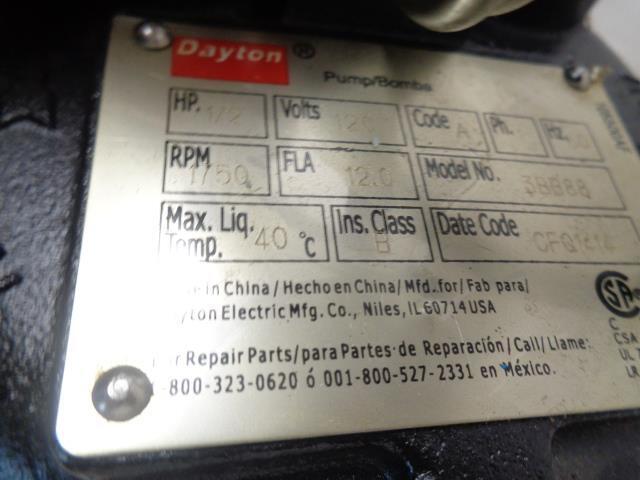 Dayton ®
Pump/Bomba
HP. 1/2 Volts Code A Ph. Hz.
RPM 1750 FLA 12.0 Model No. 3BB88
Max. Liq. Temp. 40 °C Ins. Class B Date Code
in China / Hecho en China / Mfd. for / Fab para /
Electric Mfg. Co., Niles, IL 60714 USA
Repair Parts/para Partes de Reparación/Call/Llame:
800-323-0620 ó 001-800-527-2331 en México.
C
CSA
UL
LR